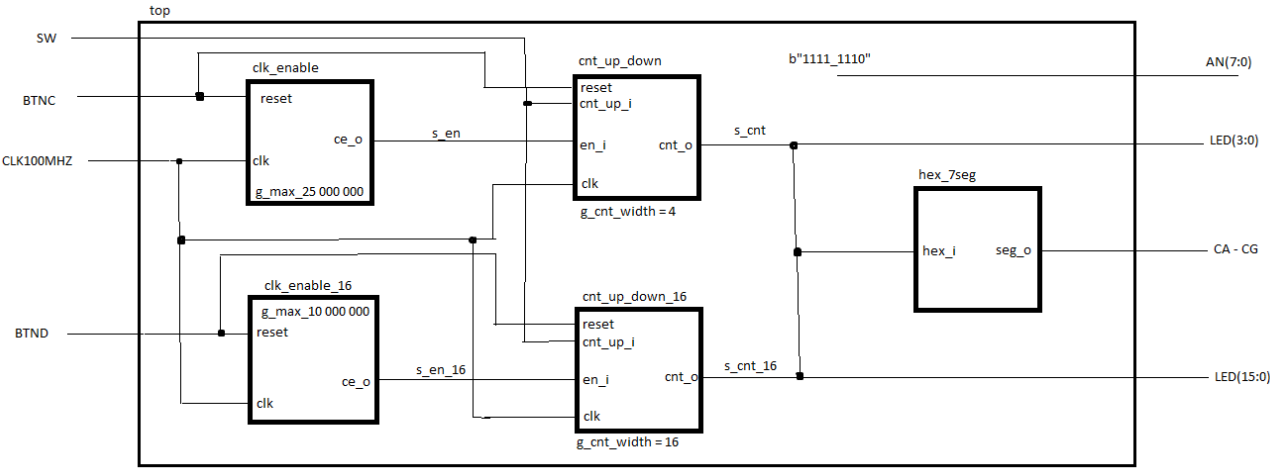 top
SW
BTNC
CLK100MHZ
BTND
clk_enable
reset
ce_o
clk
g_max_25 000 000
s_en
cnt_up_down
reset
cnt_up_i
en_i
cnt_o
clk
g_cnt_width = 4
s_cnt
b"1111_1110"
AN(7:0)
LED(3:0)
hex_7seg
hex_i
seg_o
CA - CG
clk_enable_16
g_max_10 000 000
reset
ce_o
clk
s_en_16
cnt_up_down_16
reset
cnt_up_i
en_i
cnt_o
clk
g_cnt_width = 16
s_cnt_16
LED(15:0)